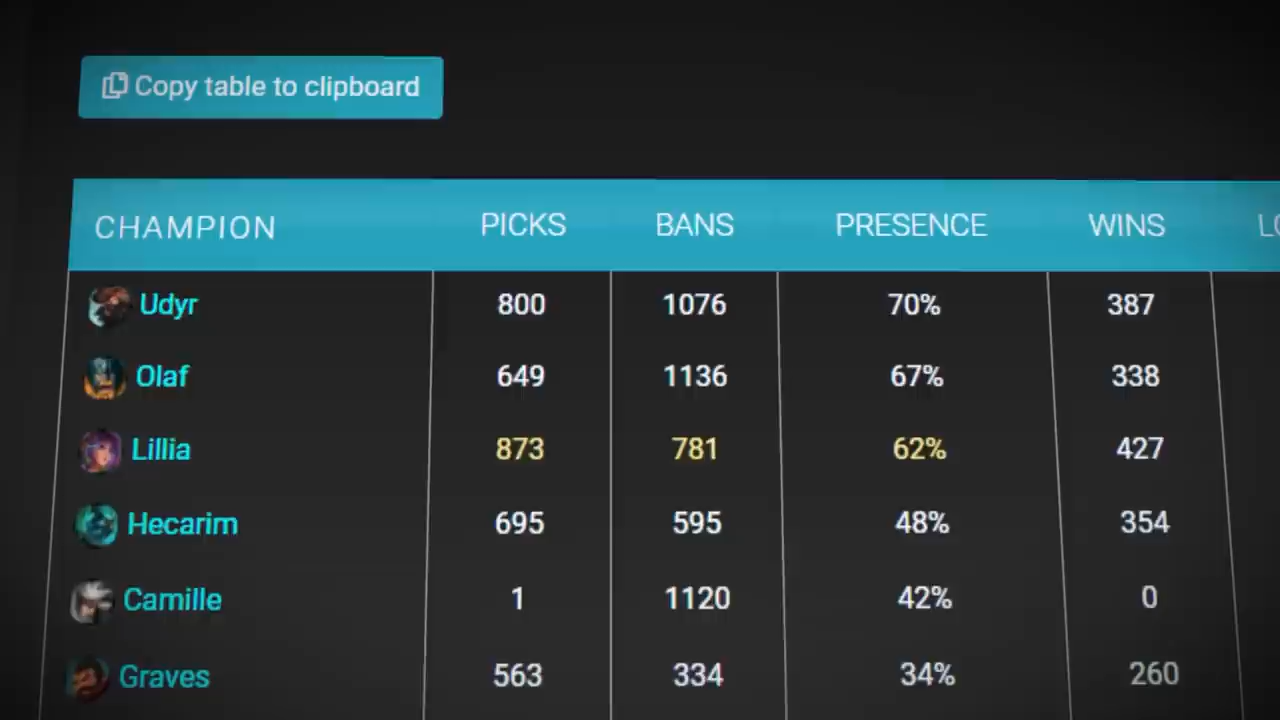 Copy table to clipboard
CHAMPION PICKS BANS PRESENCE WINS
Udyr 800 1076 70% 387
Olaf 649 1136 67% 338
Lillia 873 781 62% 427
Hecarim 695 595 48% 354
Camille 1 1120 42% 0
Graves 563 334 34% 260